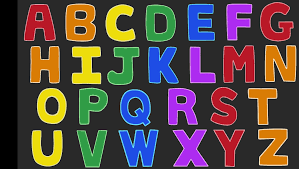 ABCDEFG
HIJKLMN
OPQRST
UVWXYZ